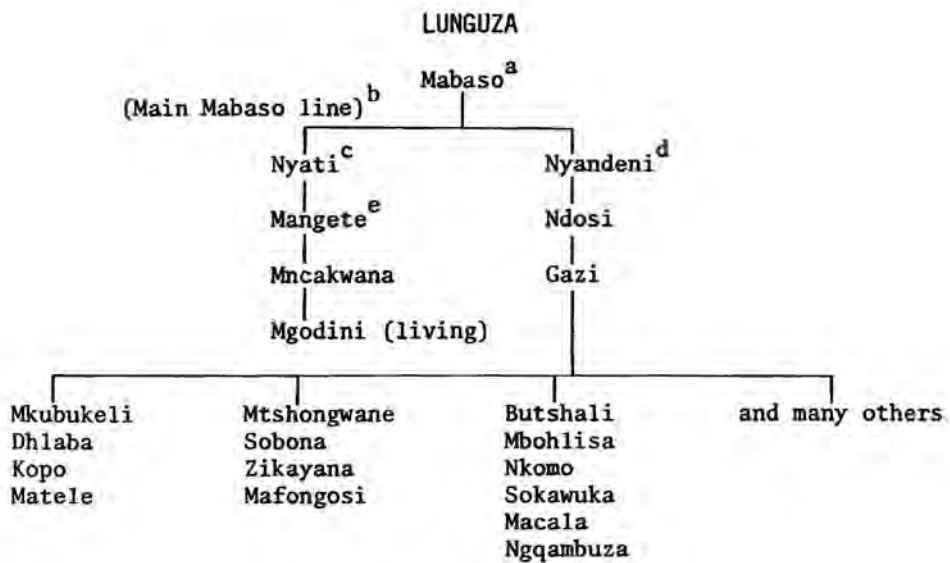 LUNGUZA
Mabaso a
(Main Mabaso line) b
Nyati c Nyandeni d
Mangete e Ndosi
Mncakwana Gazi
Mgodini (living)
Mkubukeli Mtshongwane Butshali and many others
Dhlaba Sobona Mbohlisa
Kopo Zikayana Nkomo
Matele Mafongosi Sokawuka
Macala
Ngqambuza